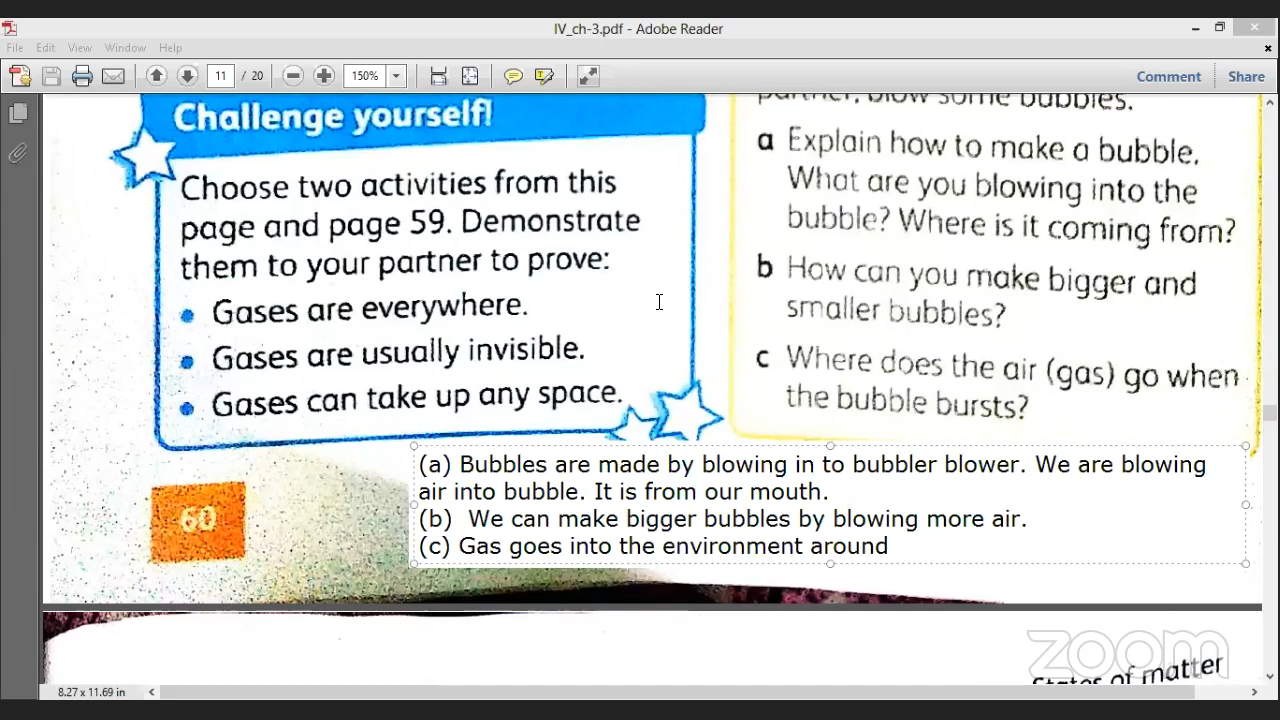 IV_ch-3.pdf - Adobe Reader
File Edit View Window Help
11 / 20 150% Comment Share
Challenge yourself!
Choose two activities from this
page and page 59. Demonstrate
them to your partner to prove:
• Gases are everywhere.
• Gases are usually invisible.
• Gases can take up any space.
partner, blow some bubbles.
a Explain how to make a bubble.
What are you blowing into the
bubble? Where is it coming from?
b How can you make bigger and
smaller bubbles?
c Where does the air (gas) go when
the bubble bursts?
(a) Bubbles are made by blowing in to bubbler blower. We are blowing
air into bubble. It is from our mouth.
(b) We can make bigger bubbles by blowing more air.
(c) Gas goes into the environment around
60
zoom
States of matter
8.27 x 11.69 in